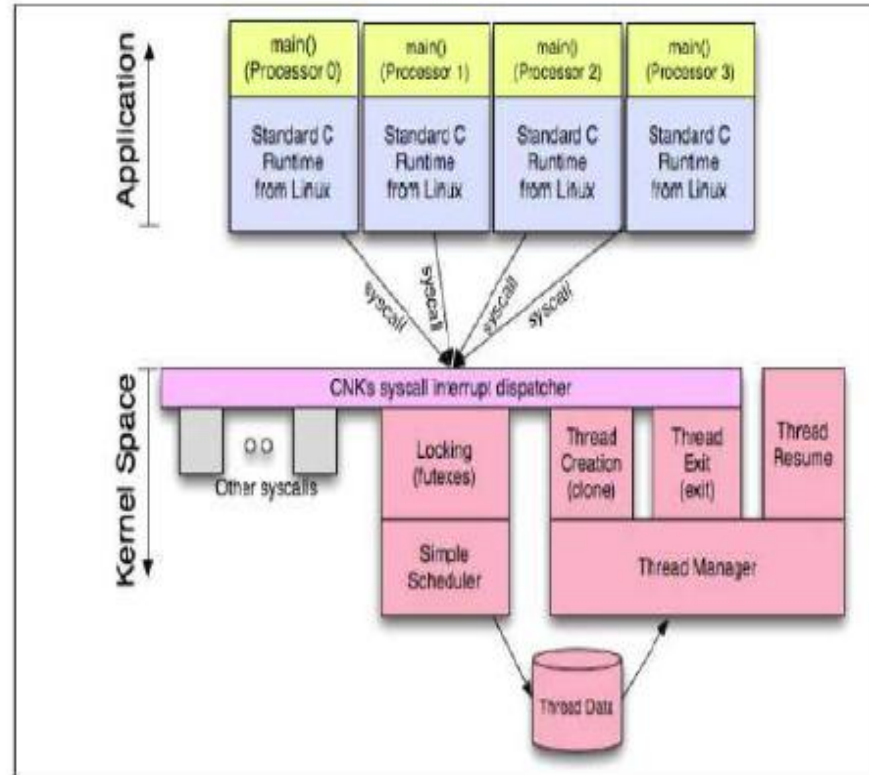 Application
main()
(Processor 0)
main()
(Processor 1)
main()
(Processor 2)
main()
(Processor 3)
Standard C
Runtime
from Linux
Standard C
Runtime
from Linux
Standard C
Runtime
from Linux
Standard C
Runtime
from Linux
syscall
syscall
syscall
syscall
Kernel Space
CNK's syscall interrupt dispatcher
Other syscalls
Locking
(futexes)
Thread
Creation
(clone)
Thread
Exit
(exit)
Thread
Resume
Simple
Scheduler
Thread Manager
Thread Data